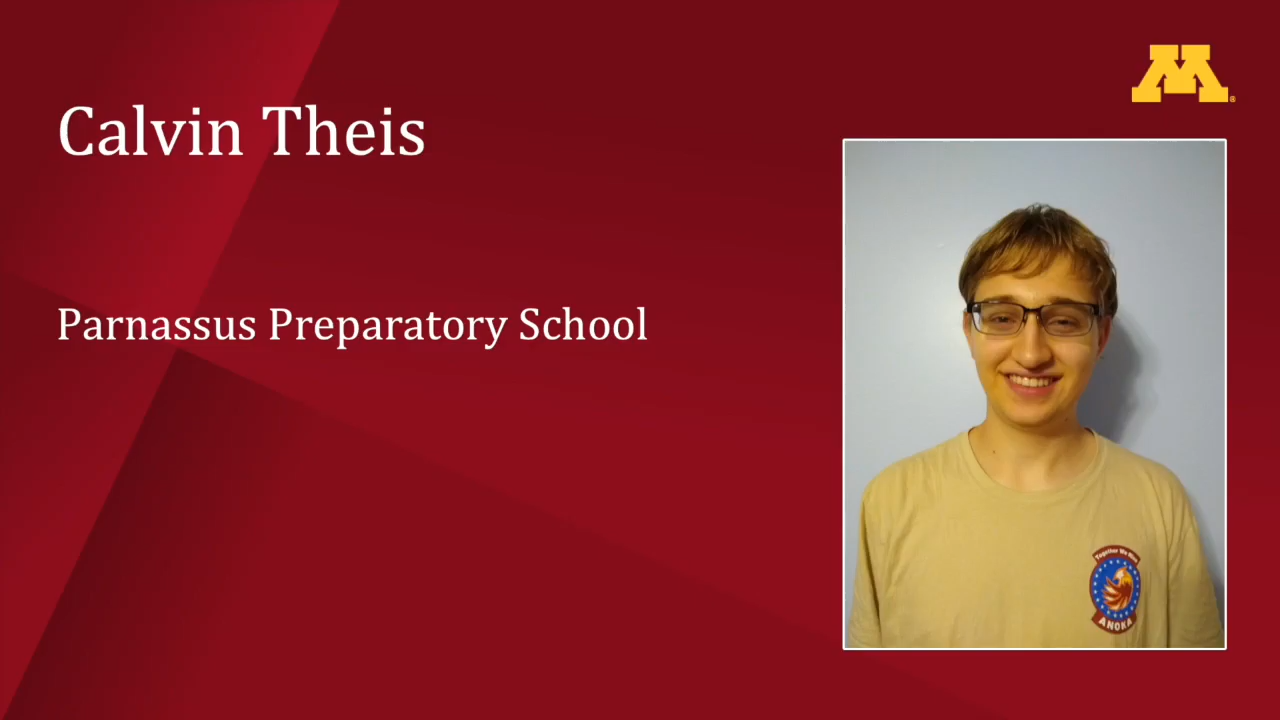 Calvin Theis
M
Parnassus Preparatory School
Together We Rise
ANOKA